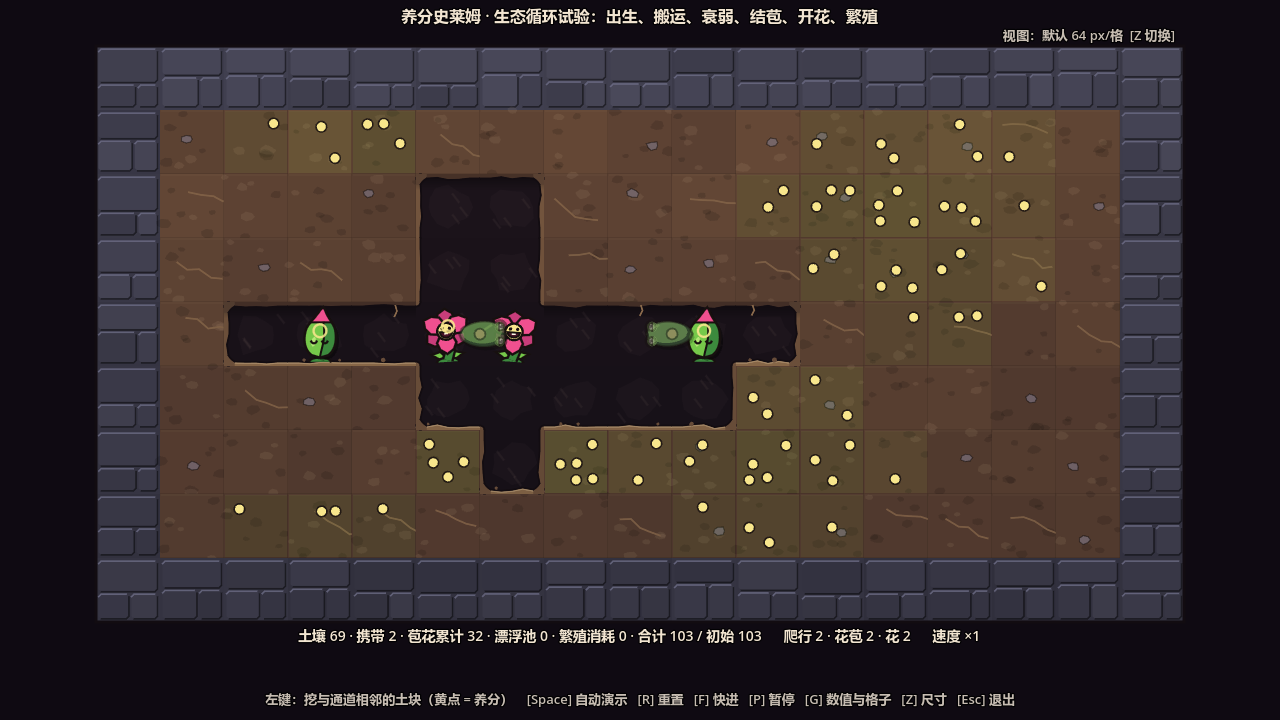 养分史莱姆 · 生态循环试验：出生、搬运、衰弱、结苞、开花、繁殖
视图：默认 64 px/格 [Z 切换]
土壤 69 · 携带 2 · 苞花累计 32 · 漂浮池 0 · 繁殖消耗 0 · 合计 103 / 初始 103 爬行 2 · 花苞 2 · 花 2 速度 ×1
左键：挖与通道相邻的土块（黄点 = 养分） [Space] 自动演示 [R] 重置 [F] 快进 [P] 暂停 [G] 数值与格子 [Z] 尺寸 [Esc] 退出